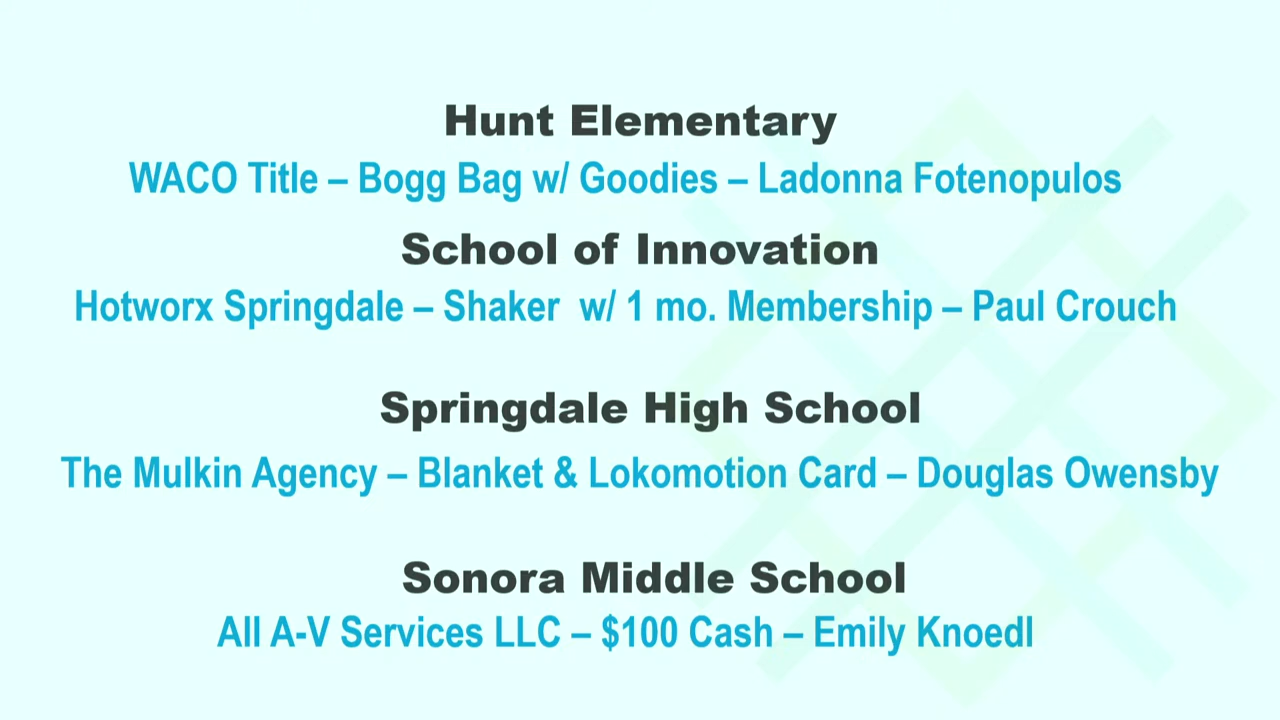 Hunt Elementary
WACO Title – Bogg Bag w/ Goodies – Ladonna Fotenopulos
School of Innovation
Hotworx Springdale – Shaker  w/ 1 mo. Membership – Paul Crouch
Springdale High School
The Mulkin Agency – Blanket & Lokomotion Card – Douglas Owensby
Sonora Middle School
All A-V Services LLC – $100 Cash – Emily Knoedl